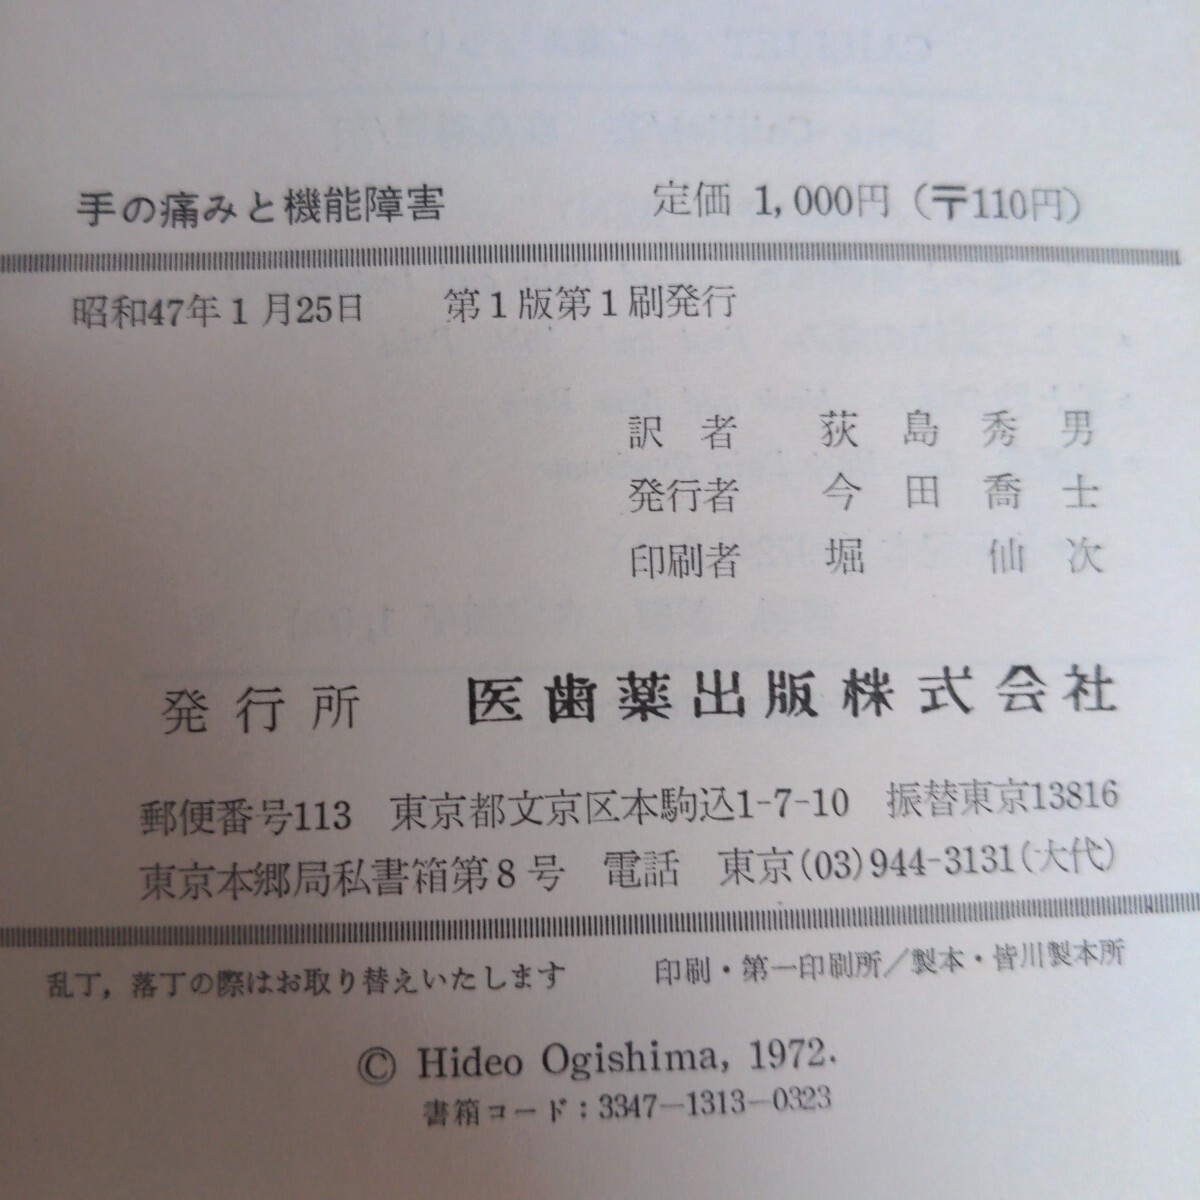 手の痛みと機能障害　定価 1,000円（〒110円）
昭和47年1月25日　第1版第1刷発行
訳者　荻島秀男
発行者　今田喬士
印刷者　堀仙次
発行所　医歯薬出版株式会社
郵便番号113　東京都文京区本駒込1-7-10　振替東京13816
東京本郷局私書箱第8号　電話　東京(03)944-3131(大代)
乱丁，落丁の際はお取り替えいたします　印刷・第一印刷所／製本・皆川製本所
© Hideo Ogishima, 1972.
書籍コード：3347-1313-0323